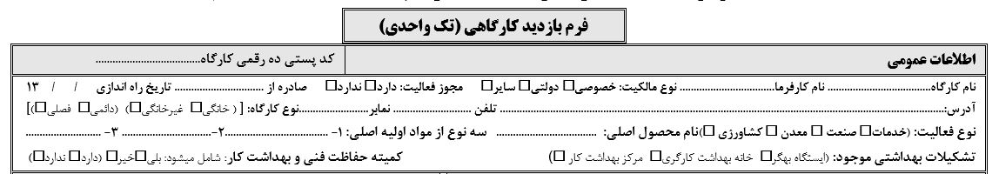 فرم بازدید کارگاهی (تک واحدی)
اطلاعات عمومی کد پستی ده رقمی کارگاه......................................
نام کارگاه..................................... نام کارفرما..................................... نوع مالکیت: خصوصی□ دولتی□ سایر□ مجوز فعالیت: دارد□ ندارد□ صادره از ............................... تاریخ راه اندازی / / ۱۳
آدرس:................................................................................ تلفن ............................ نمابر.........................نوع کارگاه: [( خانگی□ غیرخانگی□) (دائمی□ فصلی□)]
نوع فعالیت: (خدمات□ صنعت □ معدن □ کشاورزی □)نام محصول اصلی: .................................... سه نوع از مواد اولیه اصلی: ۱- ....................................۲-................................ ۳- ...........................
تشکیلات بهداشتی موجود: (ایستگاه بهگر□ خانه بهداشت کارگری□ مرکز بهداشت کار □) کمیته حفاظت فنی و بهداشت کار: شامل میشود: بلی□خیر□ (دارد□ ندارد□)